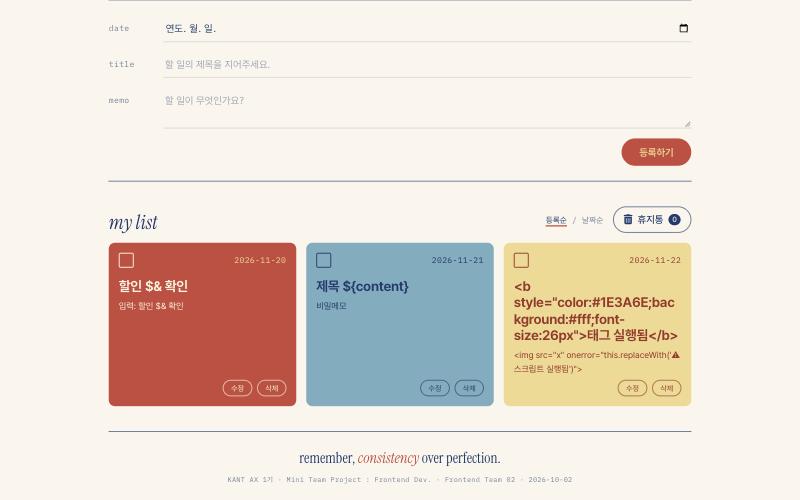 date 연도. 월. 일.
title 할 일의 제목을 지어주세요.
memo 할 일이 무엇인가요?
등록하기
my list 등록순 / 날짜순 휴지통 0
2026-11-20
할인 $& 확인
입력: 할인 $& 확인
수정 삭제
2026-11-21
제목 ${content}
비밀메모
수정 삭제
2026-11-22
<b
style="color:#1E3A6E;bac
kground:#fff;font-
size:26px">태그 실행됨</b>
<img src="x" onerror="this.replaceWith('⚠
스크립트 실행됨')">
수정 삭제
remember, consistency over perfection.
KANT AX 1기 · Mini Team Project : Frontend Dev. · Frontend Team 02 · 2026-10-02